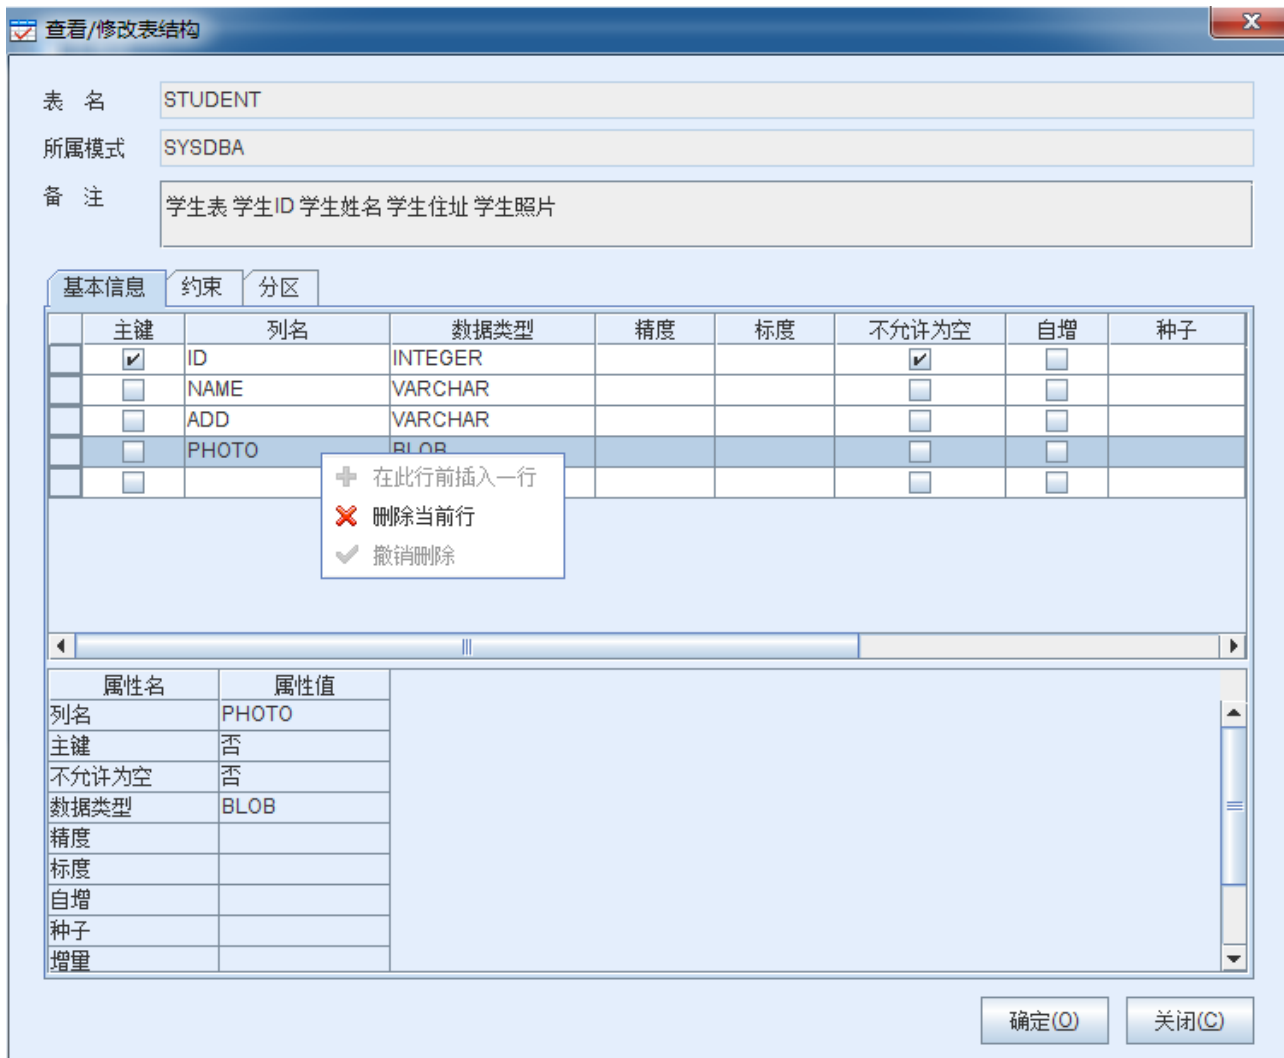 查看/修改表结构
表 名 STUDENT
所属模式 SYSDBA
备 注 学生表 学生ID 学生姓名 学生住址 学生照片
基本信息 约束 分区
主键 列名 数据类型 精度 标度 不允许为空 自增 种子
ID INTEGER
NAME VARCHAR
ADD VARCHAR
PHOTO BLOB
在此行前插入一行
删除当前行
撤销删除
属性名 属性值
列名 PHOTO
主键 否
不允许为空 否
数据类型 BLOB
精度
标度
自增
种子
增量
确定(O) 关闭(C)